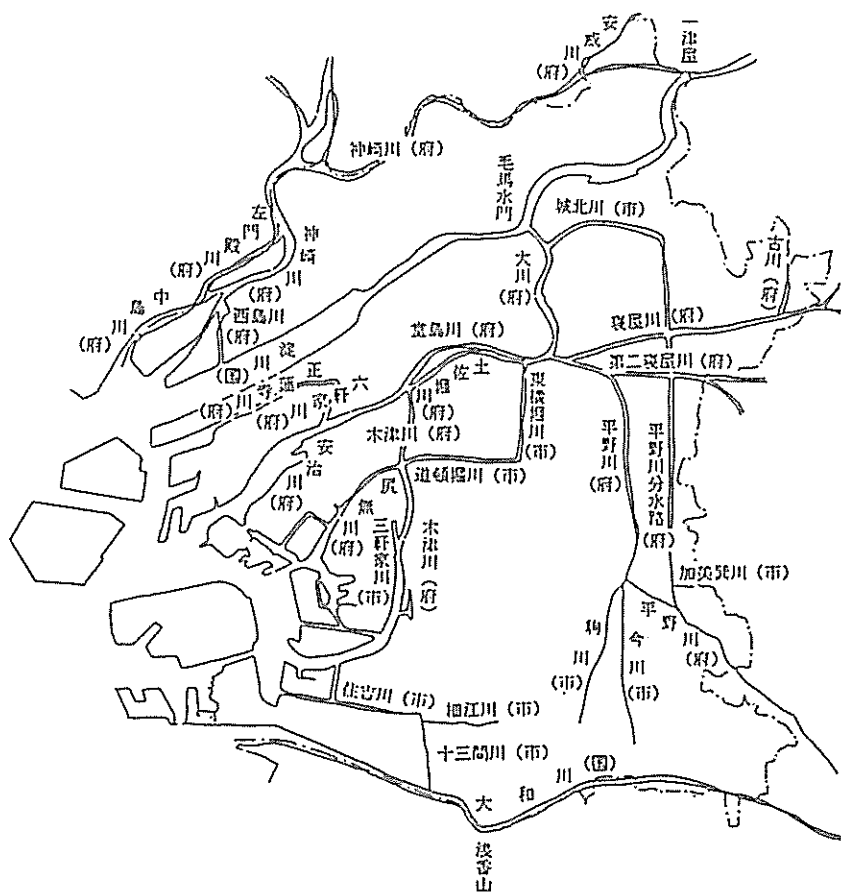 一津屋
安威川（府）
神崎川（府）
毛馬水門
城北川（市）
左門殿川（府）
神崎川（府）
古川（府）
大川（府）
中島川（府）
西島川（府）
堂島川（府）
寝屋川（府）
淀川（国）
正蓮寺川（府）
六軒家川（府）
土佐堀川（府）
第二寝屋川（府）
東横堀川（市）
木津川（府）
安治川（府）
道頓堀川（市）
平野川（府）
平野川分水路（府）
尻無川（府）
三軒家川（市）
木津川（府）
加美巽川（市）
平野川（府）
駒川（市）
今川（市）
住吉川（市）
細江川（市）
十三間川（市）
大和川（国）
浅香山